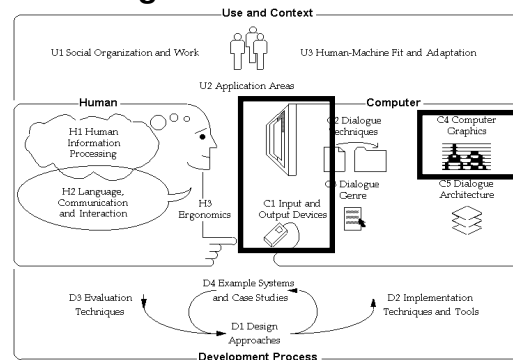 Use and Context
U1 Social Organization and Work
U3 Human-Machine Fit and Adaptation
U2 Application Areas
Human
Computer
H1 Human
Information
Processing
H2 Language,
Communication
and Interaction
H3
Ergonomics
C1 Input and
Output Devices
C2 Dialogue
Techniques
C3 Dialogue
Genre
C4 Computer
Graphics
C5 Dialogue
Architecture
D3 Evaluation
Techniques
D4 Example Systems
and Case Studies
D1 Design
Approaches
D2 Implementation
Techniques and Tools
Development Process